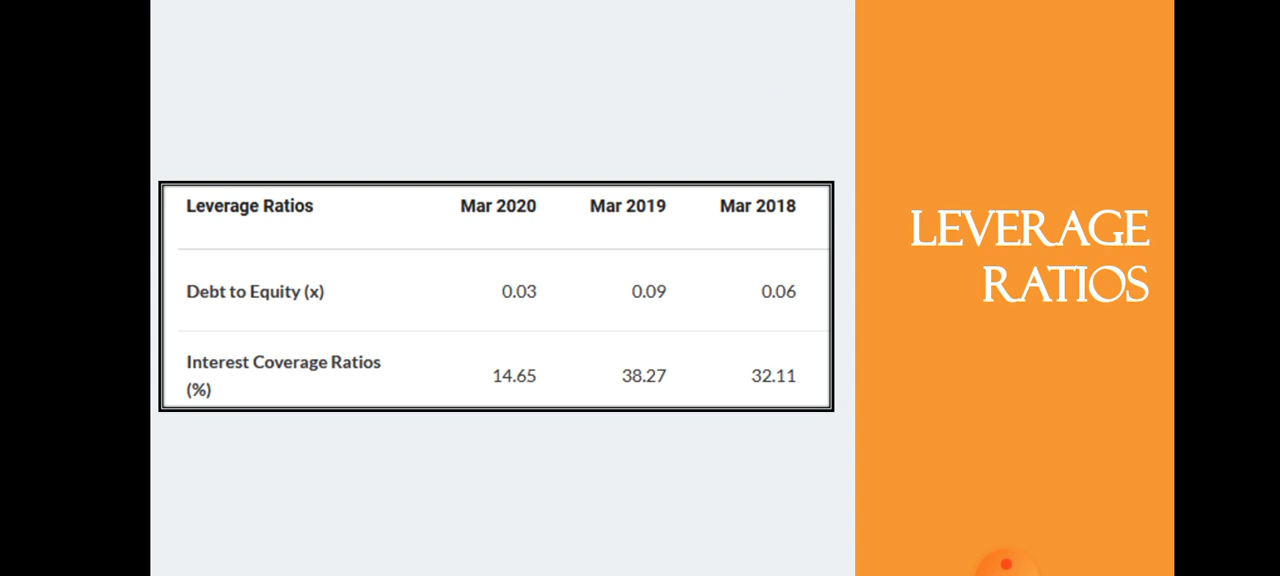 Leverage Ratios Mar 2020 Mar 2019 Mar 2018
Debt to Equity (x) 0.03 0.09 0.06
Interest Coverage Ratios
(%) 14.65 38.27 32.11
LEVERAGE
RATIOS